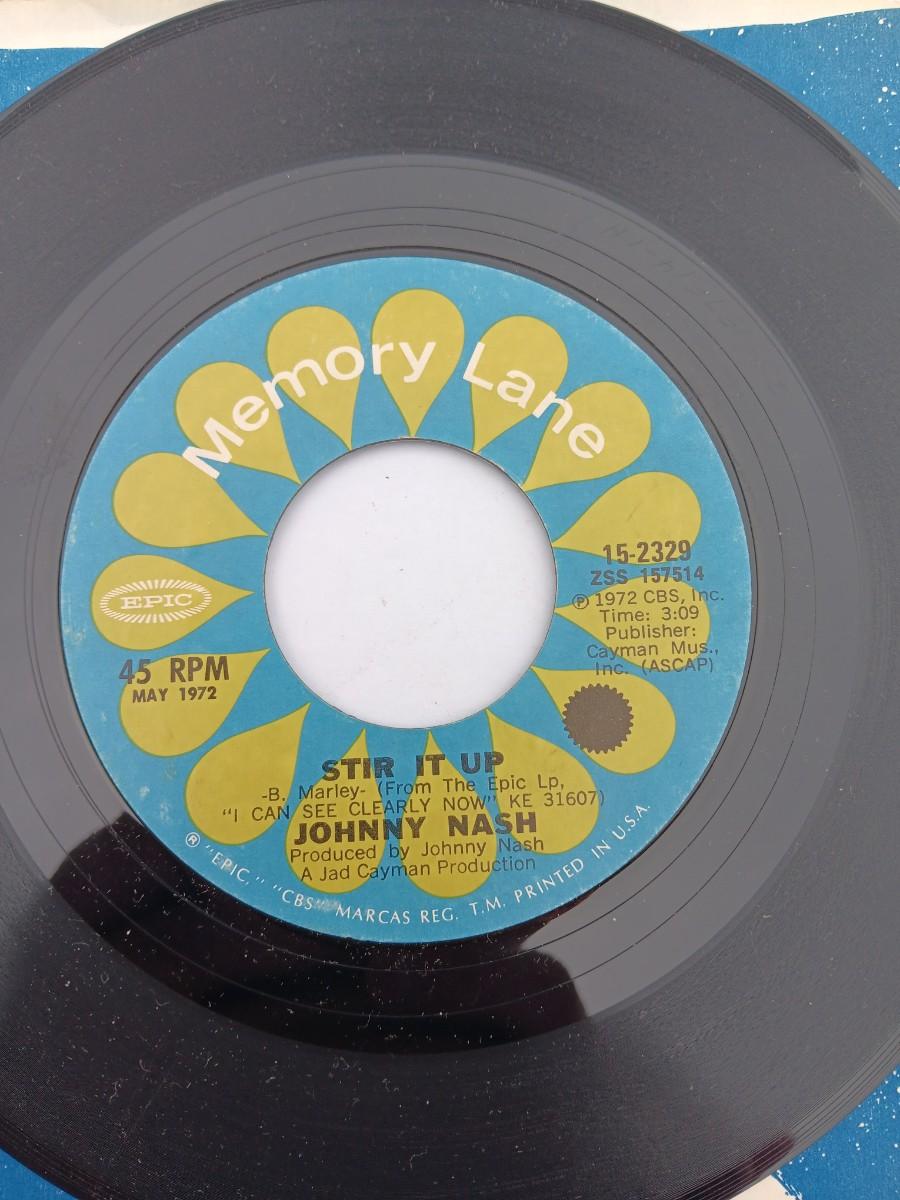 Memory Lane
EPIC
45 RPM
MAY 1972
15-2329
ZSS 157514
Ⓟ 1972 CBS, Inc.
Time: 3:09
Publisher:
Cayman Mus.,
Inc. (ASCAP)
STIR IT UP
-B. Marley- (From The Epic Lp,
"I CAN SEE CLEARLY NOW" KE 31607)
JOHNNY NASH
Produced by Johnny Nash
A Jad Cayman Production
® "EPIC," "CBS" MARCAS REG. T.M. PRINTED IN U.S.A.